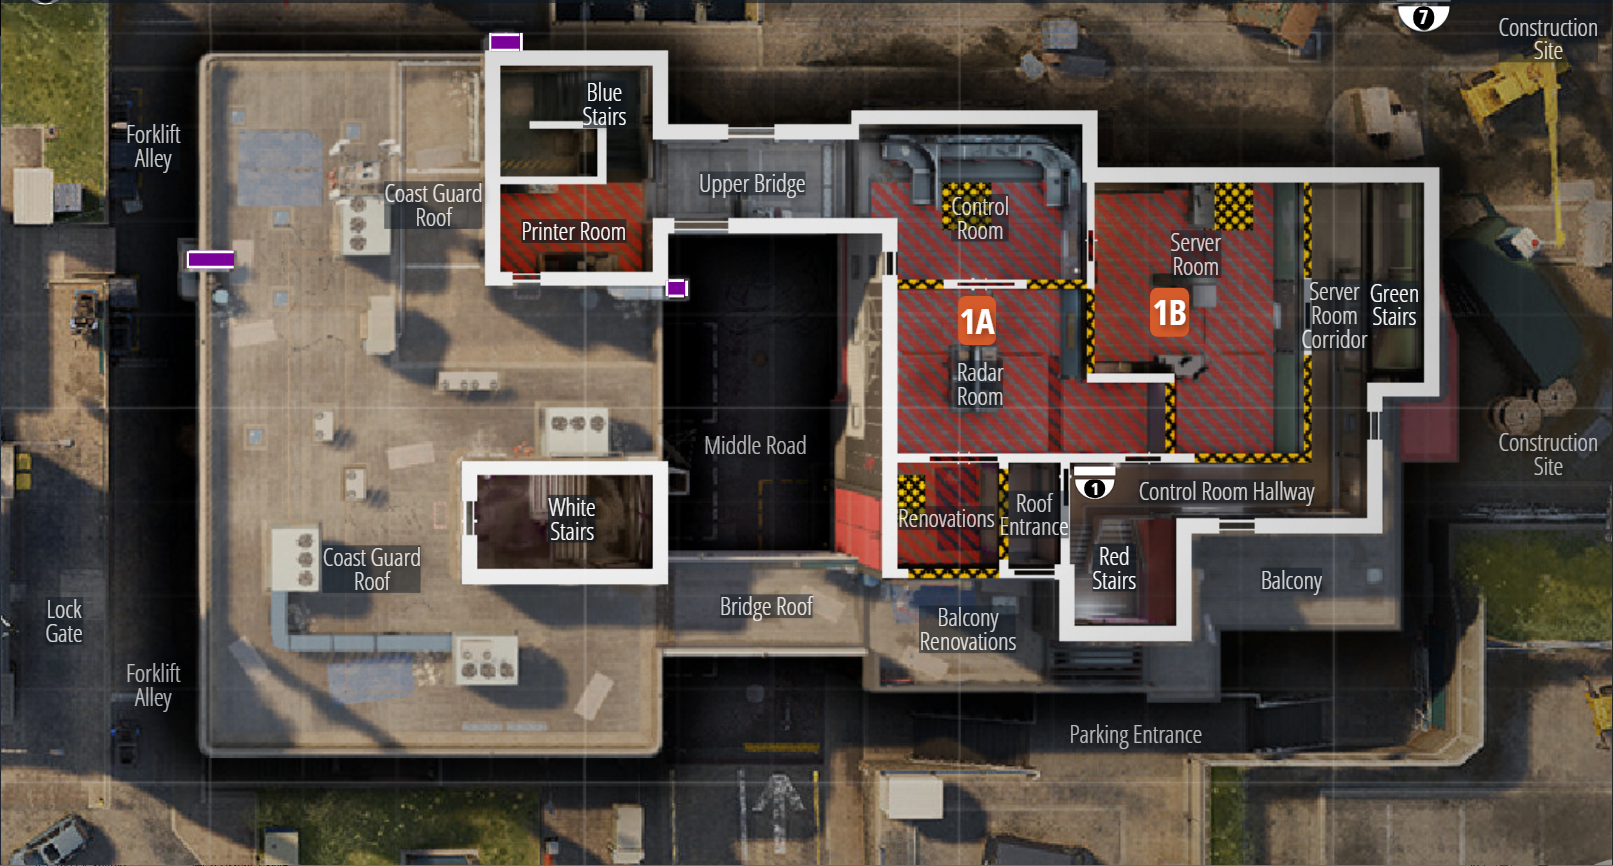 7
Construction
Site
Blue
Stairs
Forklift
Alley
Upper Bridge
Coast Guard
Roof
Control
Room
Printer Room
Server
Room
1A
1B
Server
Room
Corridor
Green
Stairs
Radar
Room
Middle Road
Construction
Site
White
Stairs
Renovations
Roof
Entrance
1
Control Room Hallway
Coast Guard
Roof
Red
Stairs
Balcony
Lock
Gate
Bridge Roof
Balcony
Renovations
Forklift
Alley
Parking Entrance